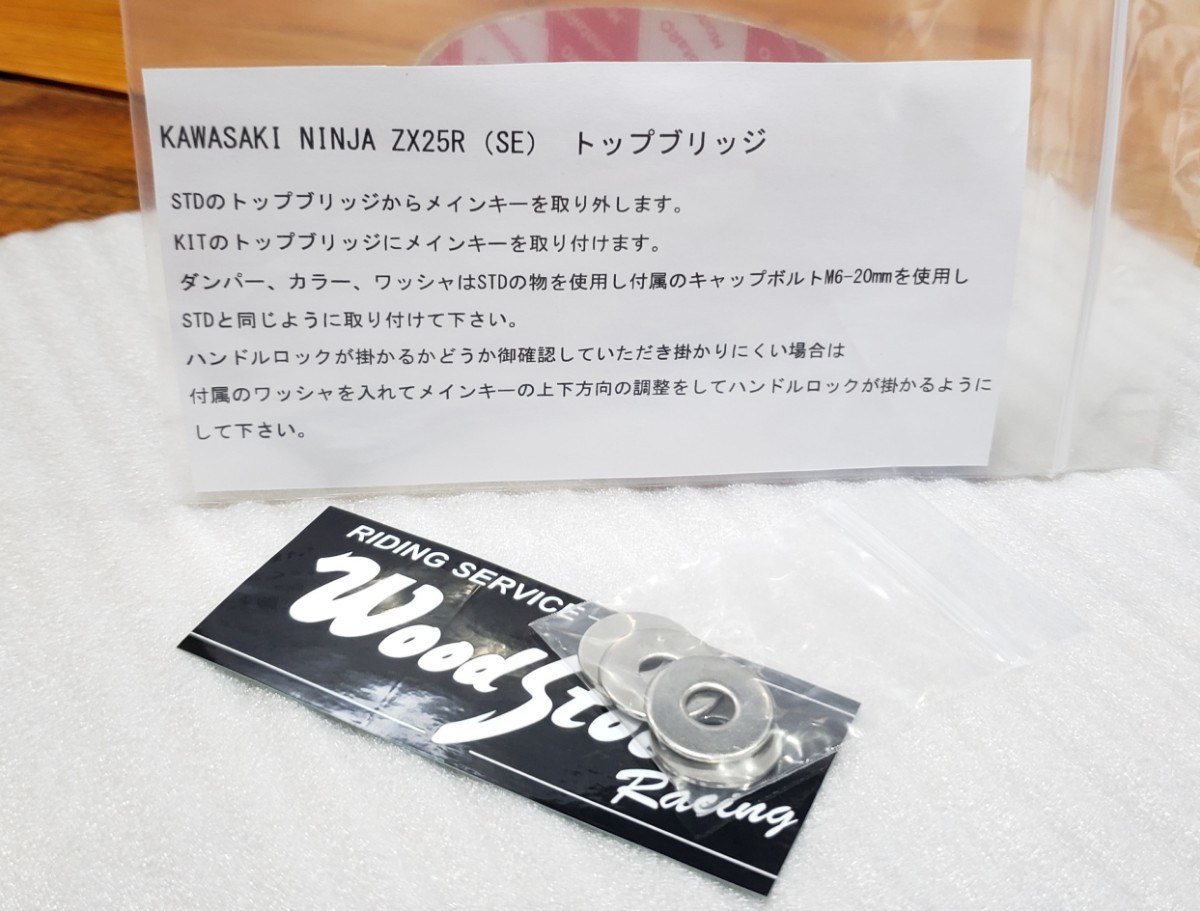 KAWASAKI NINJA ZX25R (SE)　トップブリッジ
STDのトップブリッジからメインキーを取り外します。
KITのトップブリッジにメインキーを取り付けます。
ダンパー、カラー、ワッシャはSTDの物を使用し付属のキャップボルトM6-20mmを使用し
STDと同じように取り付けて下さい。
ハンドルロックが掛かるかどうか御確認していただき掛かりにくい場合は
付属のワッシャを入れてメインキーの上下方向の調整をしてハンドルロックが掛かるように
して下さい。
RIDING SERVICE
Wood
Racing